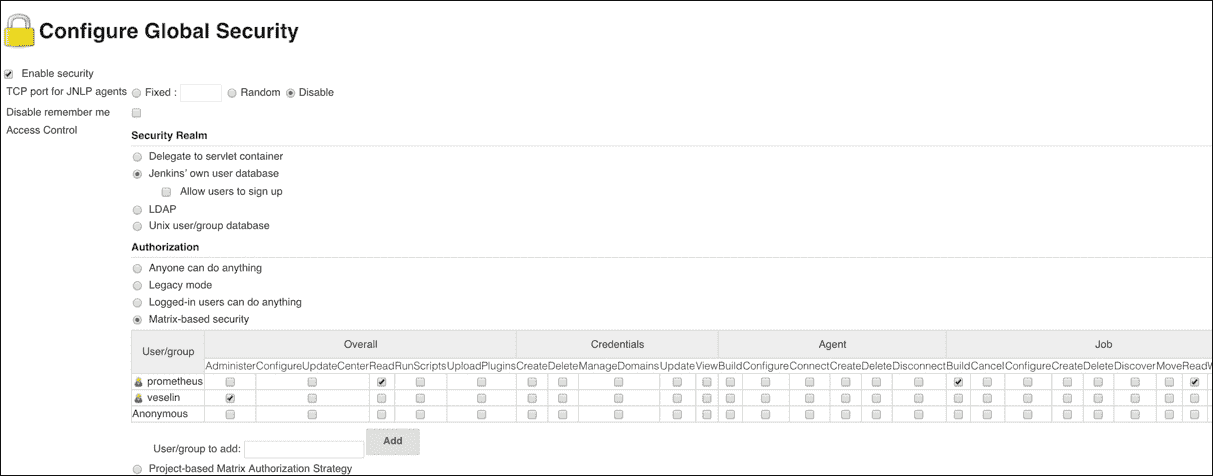 Configure Global Security
Enable security
TCP port for JNLP agents Fixed : Random Disable
Disable remember me
Access Control
Security Realm
Delegate to servlet container
Jenkins' own user database
Allow users to sign up
LDAP
Unix user/group database
Authorization
Anyone can do anything
Legacy mode
Logged-in users can do anything
Matrix-based security
User/group Overall Credentials Agent Job
Administer ConfigureUpdateCenter Read RunScripts UploadPlugins Create Delete ManageDomains Update View Build Configure Connect Create Delete Disconnect Build Cancel Configure Create Delete Discover Move Read
prometheus
veselin
Anonymous
User/group to add: Add
Project-based Matrix Authorization Strategy